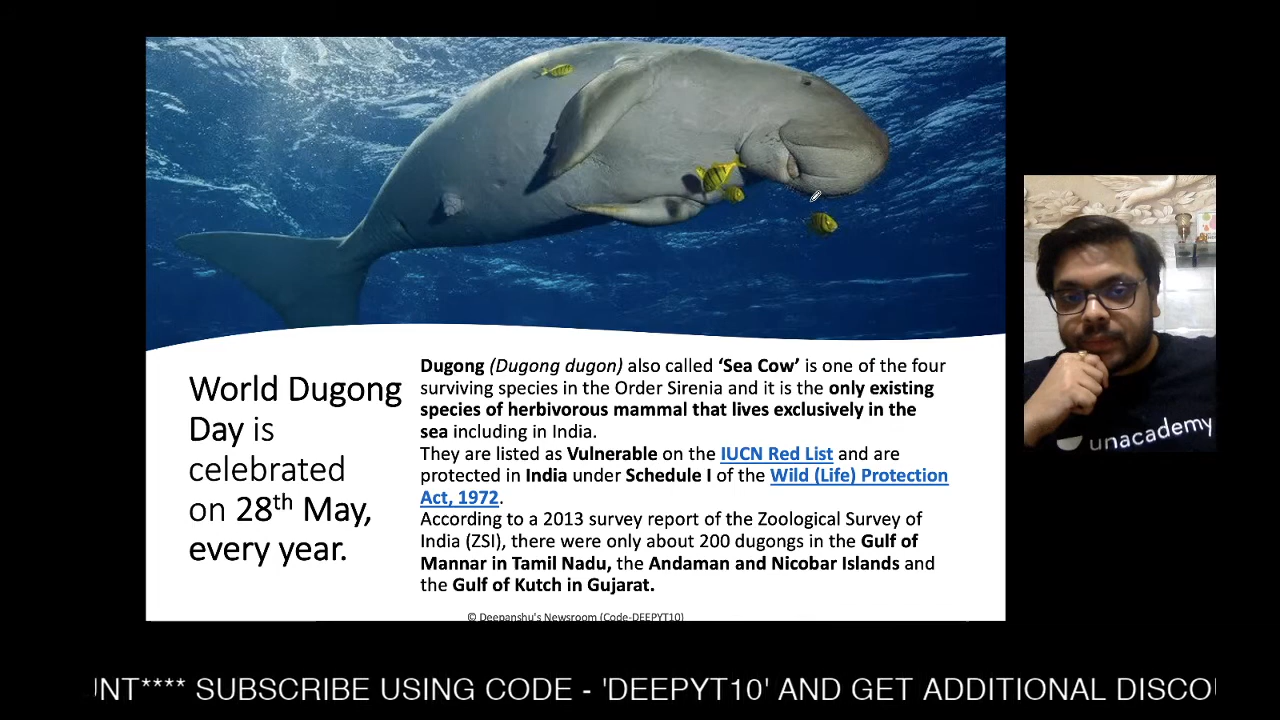 World Dugong
Day is
celebrated
on 28th May,
every year.
Dugong (Dugong dugon) also called ‘Sea Cow’ is one of the four
surviving species in the Order Sirenia and it is the only existing
species of herbivorous mammal that lives exclusively in the
sea including in India.
They are listed as Vulnerable on the IUCN Red List and are
protected in India under Schedule I of the Wild (Life) Protection
Act, 1972.
According to a 2013 survey report of the Zoological Survey of
India (ZSI), there were only about 200 dugongs in the Gulf of
Mannar in Tamil Nadu, the Andaman and Nicobar Islands and
the Gulf of Kutch in Gujarat.
© Deepanshu's Newsroom (Code-DEEPYT10)
unacademy
UNT**** SUBSCRIBE USING CODE - 'DEEPYT10' AND GET ADDITIONAL DISCOU